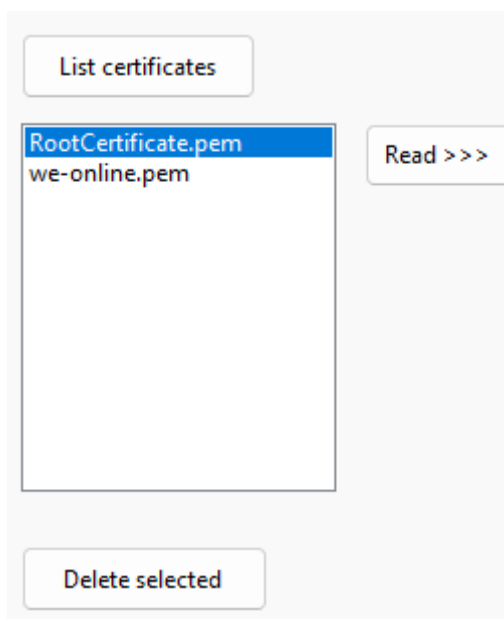 List certificates
RootCertificate.pem
we-online.pem
Read >>>
Delete selected